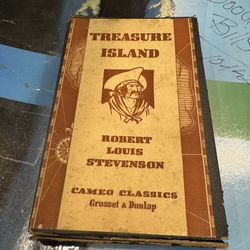 TREASURE
ISLAND
ROBERT
LOUIS
STEVENSON
CAMEO CLASSICS
Grosset & Dunlap